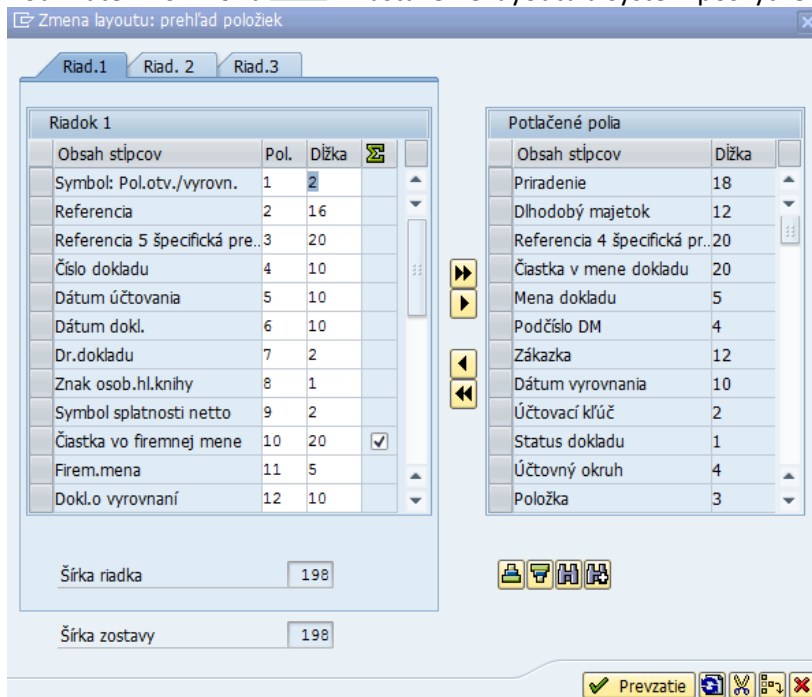 Zmena layoutu: prehľad položiek
Riad.1 Riad. 2 Riad.3
Riadok 1
Obsah stĺpcov Pol. Dĺžka
Symbol: Pol.otv./vyrovn. 1 2
Referencia 2 16
Referencia 5 špecifická pre.. 3 20
Číslo dokladu 4 10
Dátum účtovania 5 10
Dátum dokl. 6 10
Dr.dokladu 7 2
Znak osob.hl.knihy 8 1
Symbol splatnosti netto 9 2
Čiastka vo firemnej mene 10 20
Firem.mena 11 5
Dokl.o vyrovnaní 12 10
Šírka riadka 198
Šírka zostavy 198
Potlačené polia
Obsah stĺpcov Dĺžka
Priradenie 18
Dlhodobý majetok 12
Referencia 4 špecifická pr.. 20
Čiastka v mene dokladu 20
Mena dokladu 5
Podčíslo DM 4
Zákazka 12
Dátum vyrovnania 10
Účtovací kľúč 2
Status dokladu 1
Účtovný okruh 4
Položka 3
Prevzatie